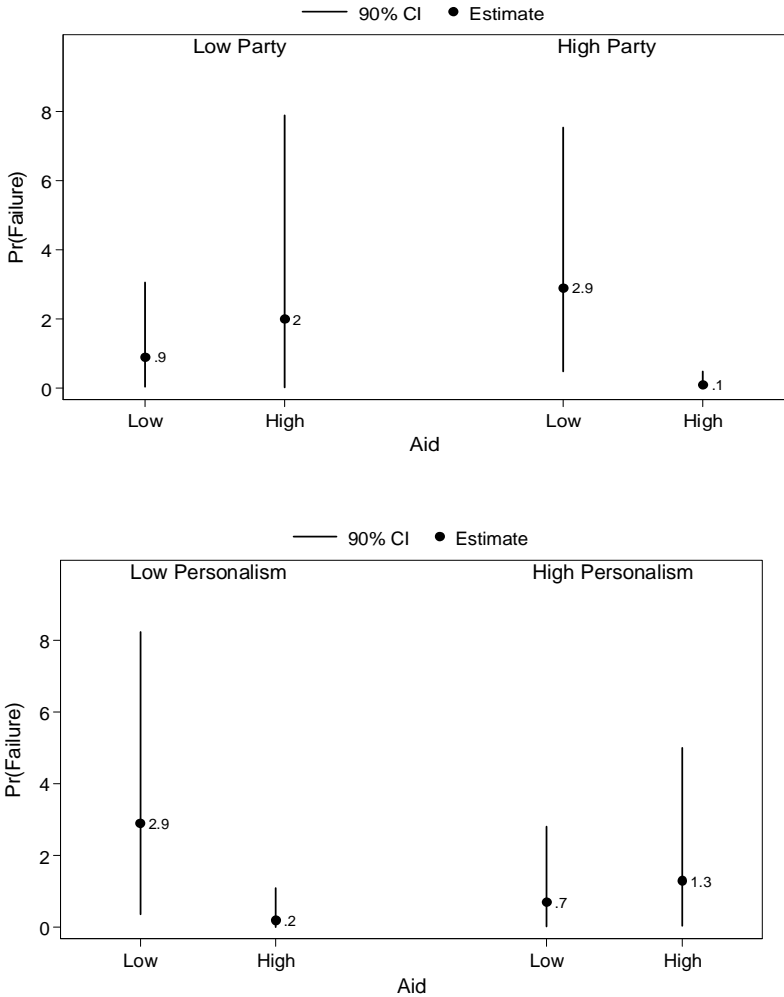 90% CI Estimate
Low Party High Party
Pr(Failure)
8
6
4
2
0
.9
2
2.9
.1
Low High Low High
Aid
90% CI Estimate
Low Personalism High Personalism
Pr(Failure)
8
6
4
2
0
2.9
.2
.7
1.3
Low High Low High
Aid